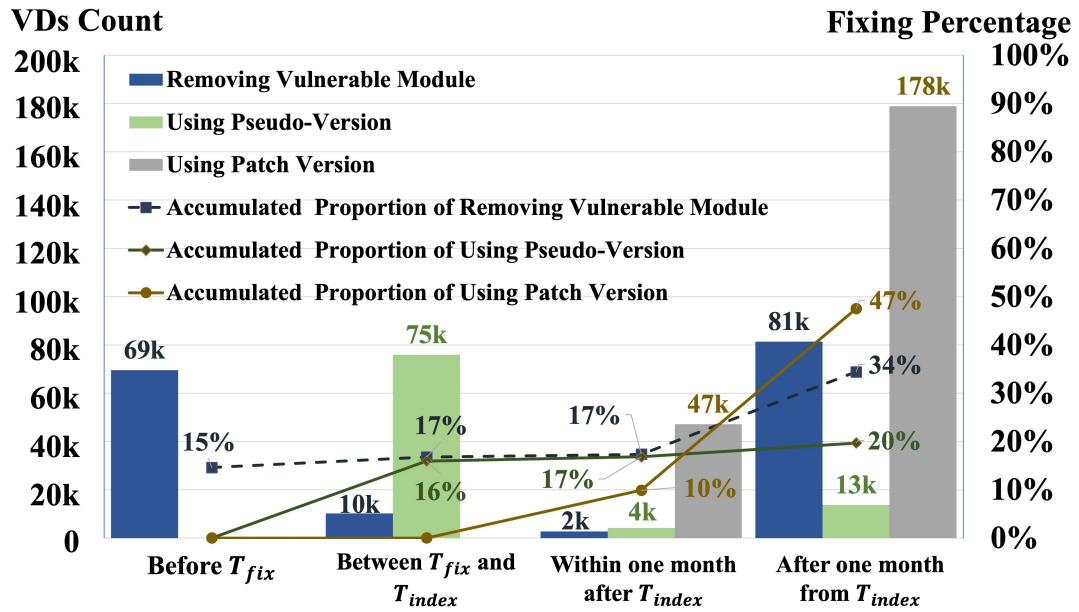 VDs Count
Fixing Percentage
200k
180k
160k
140k
120k
100k
80k
60k
40k
20k
0
100%
90%
80%
70%
60%
50%
40%
30%
20%
10%
0%
Removing Vulnerable Module
Using Pseudo-Version
Using Patch Version
Accumulated Proportion of Removing Vulnerable Module
Accumulated Proportion of Using Pseudo-Version
Accumulated Proportion of Using Patch Version
69k
15%
75k
17%
16%
10k
17%
17%
47k
10%
4k
2k
178k
47%
81k
34%
20%
13k
Before T_fix
Between T_fix and
T_index
Within one month
after T_index
After one month
from T_index